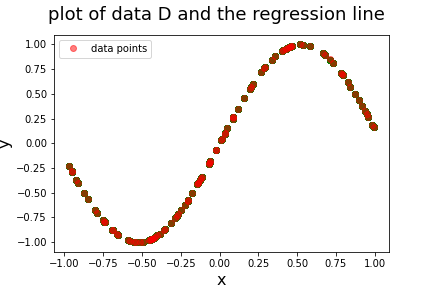 plot of data D and the regression line
data points
1.00
0.75
0.50
0.25
0.00
−0.25
−0.50
−0.75
−1.00
y
−1.00 −0.75 −0.50 −0.25 0.00 0.25 0.50 0.75 1.00
x